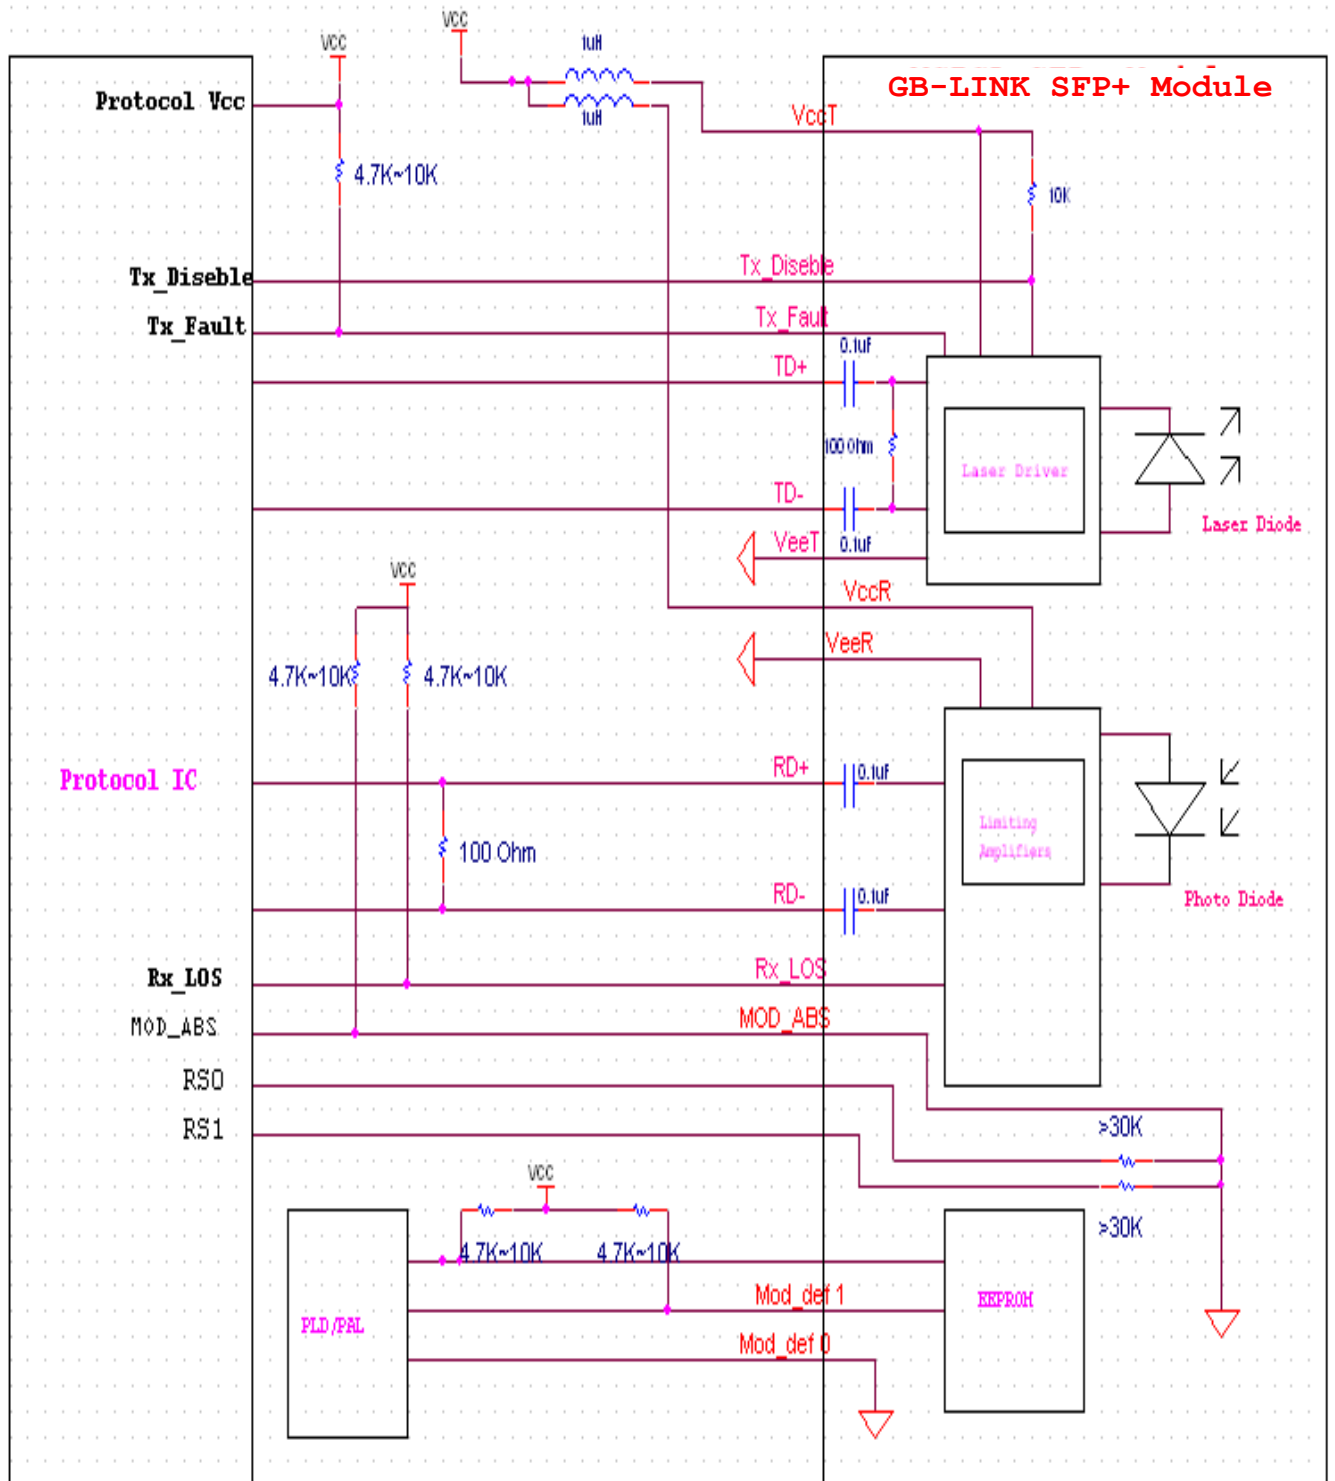 VCC
VCC
1uH
GB-LINK SFP+ Module
Protocol Vcc
1uH
VccT
4.7K~10K
10K
Tx_Diseble
Tx_Diseble
Tx_Fault
Tx_Fault
0.1uF
TD+
100 Ohm
Laser Driver
TD-
Laser Diode
VeeT
0.1uF
VCC
VccR
VeeR
4.7K~10K
4.7K~10K
Protocol IC
RD+
0.1uF
Limiting
Amplifiers
100 Ohm
RD-
0.1uF
Photo Diode
Rx_LOS
Rx_LOS
MOD_ABS
MOD_ABS
RS0
RS1
>30K
VCC
>30K
4.7K~10K
4.7K~10K
Mod_def 1
EEPROM
PLD/PAL
Mod_def 0